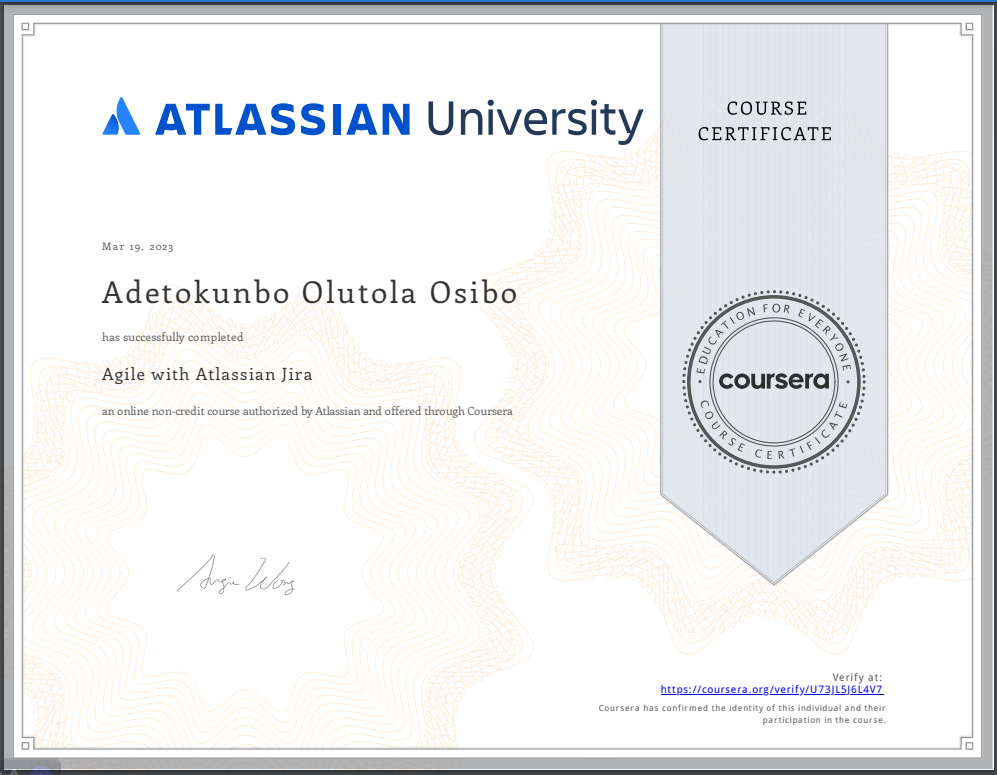 ATLASSIAN University
COURSE
CERTIFICATE
Mar 19, 2023
Adetokunbo Olutola Osibo
has successfully completed
Agile with Atlassian Jira
an online non-credit course authorized by Atlassian and offered through Coursera
EDUCATION FOR EVERYONE
coursera
COURSE CERTIFICATE
Angie Wong
Verify at:
https://coursera.org/verify/U73JL5J6L4V7
Coursera has confirmed the identity of this individual and their
participation in the course.